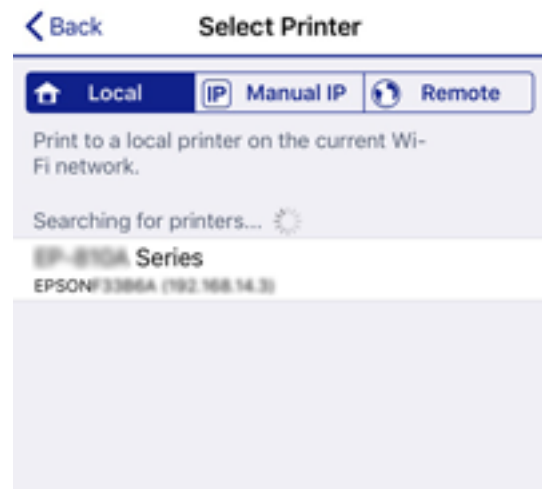 Back
Select Printer
Local
IP Manual IP
Remote
Print to a local printer on the current Wi-
Fi network.
Searching for printers...
Series
EPSON